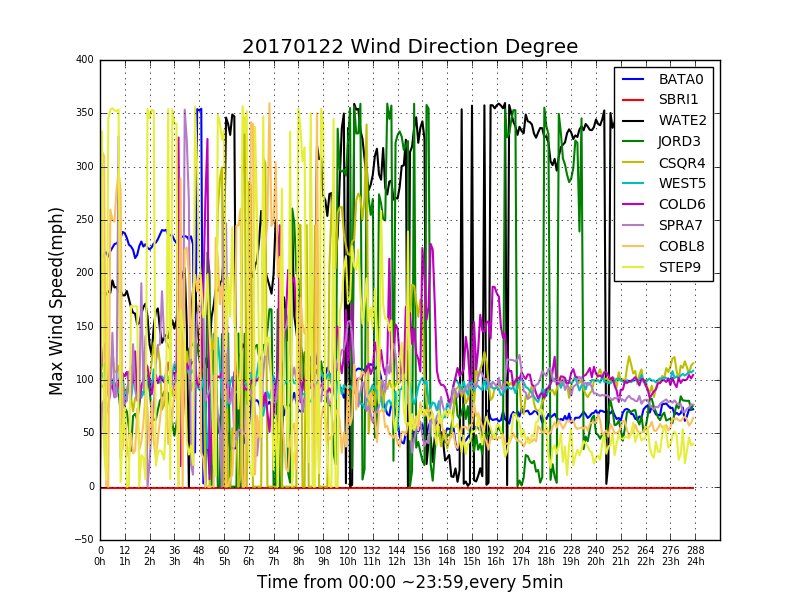 20170122 Wind Direction Degree
Max Wind Speed(mph)
400
350
300
250
200
150
100
50
0
−50
BATA0
SBRI1
WATE2
JORD3
CSQR4
WEST5
COLD6
SPRA7
COBL8
STEP9
0 12 24 36 48 60 72 84 96 108 120 132 144 156 168 180 192 204 216 228 240 252 264 276 288
0h 1h 2h 3h 4h 5h 6h 7h 8h 9h 10h 11h 12h 13h 14h 15h 16h 17h 18h 19h 20h 21h 22h 23h 24h
Time from 00:00 ~23:59,every 5min